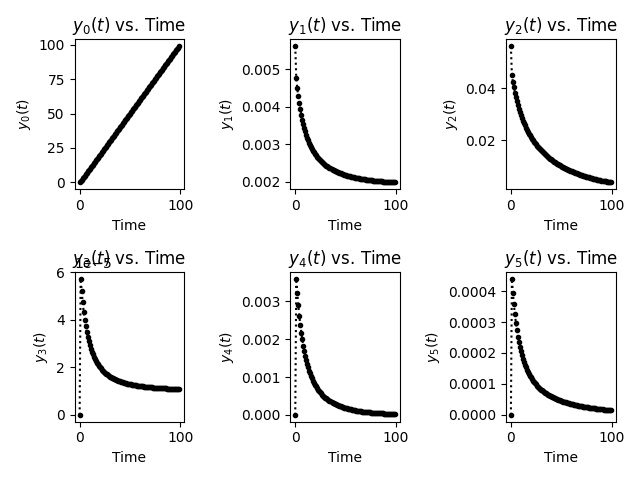 y₀(t) vs. Time
y₁(t) vs. Time
y₂(t) vs. Time
100
75
50
25
0
y₀(t)
0
100
Time
0.005
0.004
0.003
0.002
y₁(t)
0
100
Time
0.04
0.02
y₂(t)
0
100
Time
y₃(t) vs. Time
1e−5
y₄(t) vs. Time
y₅(t) vs. Time
6
4
2
0
y₃(t)
0
100
Time
0.003
0.002
0.001
0.000
y₄(t)
0
100
Time
0.0004
0.0003
0.0002
0.0001
0.0000
y₅(t)
0
100
Time